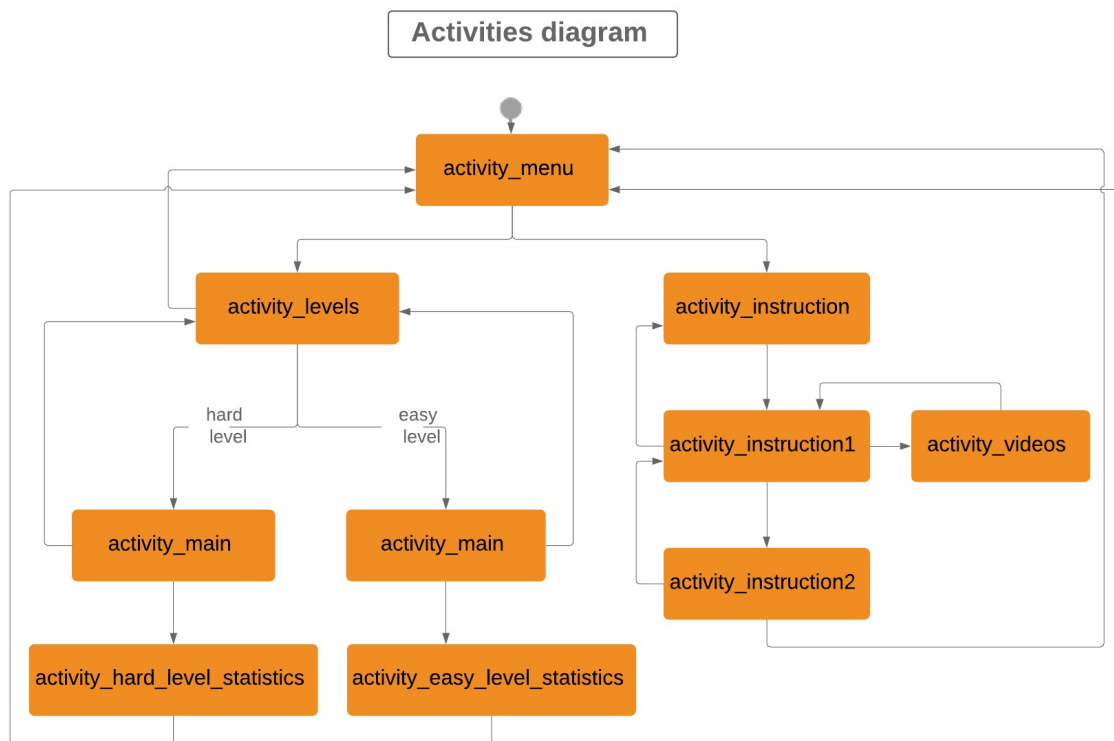 Activities diagram
activity_menu
activity_levels
activity_instruction
hard
level
easy
level
activity_instruction1
activity_videos
activity_main
activity_main
activity_instruction2
activity_hard_level_statistics
activity_easy_level_statistics